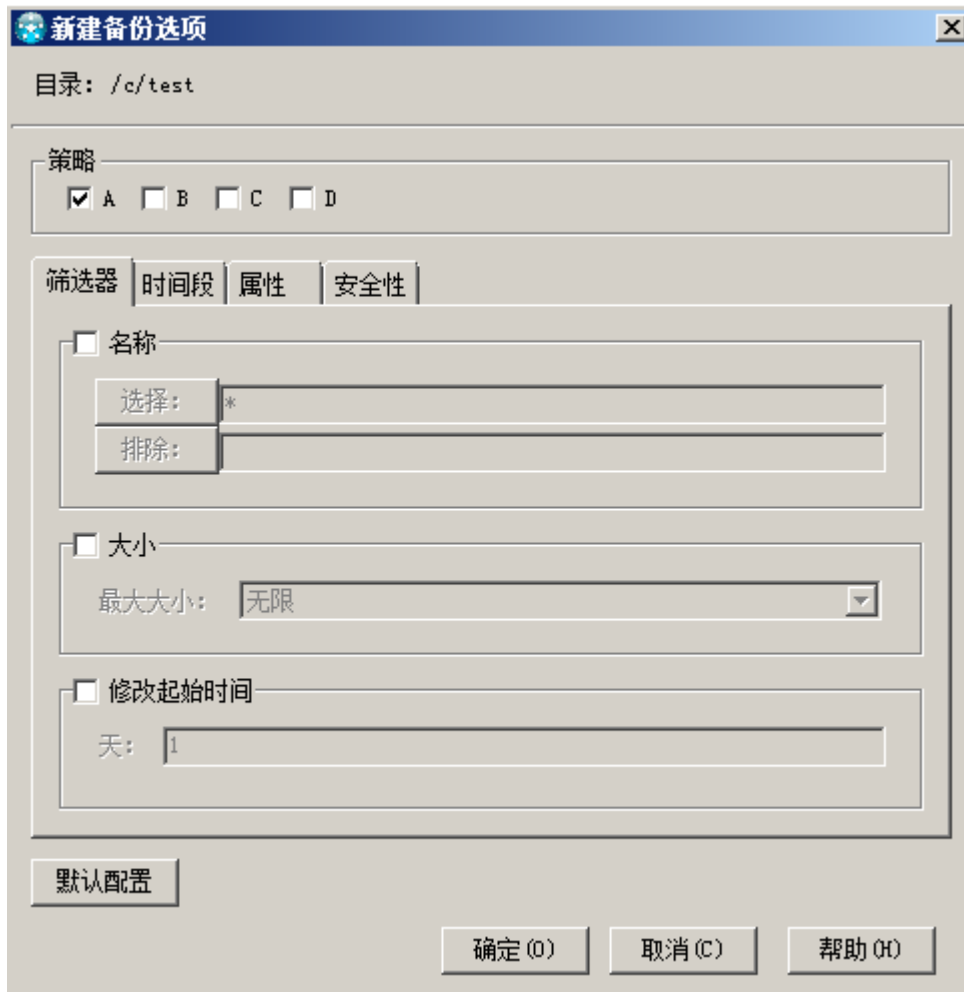 新建备份选项
目录: /c/test
策略
A B C D
筛选器 时间段 属性 安全性
名称
选择: *
排除:
大小
最大大小: 无限
修改起始时间
天: 1
默认配置
确定(O) 取消(C) 帮助(H)